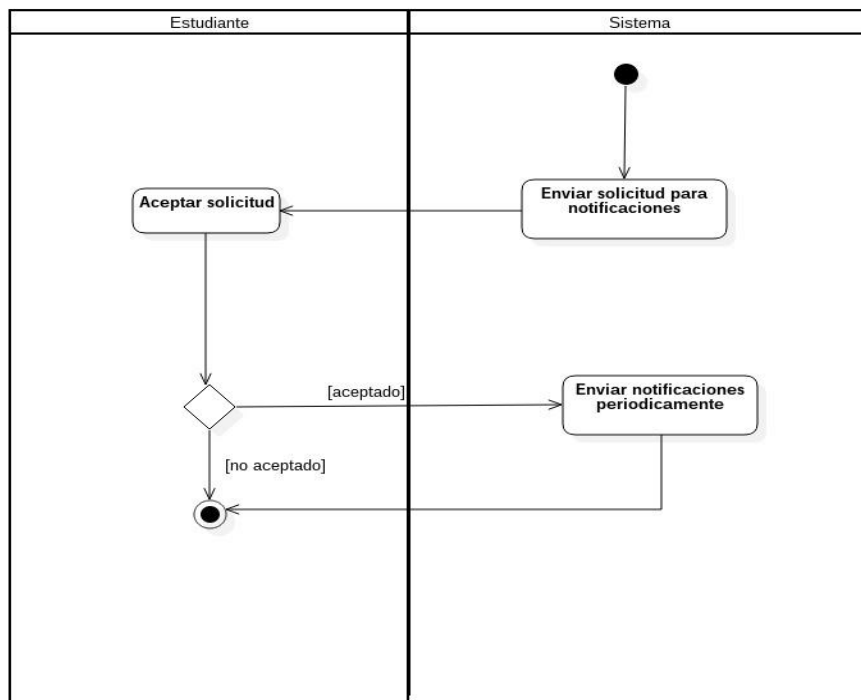 Estudiante
Sistema
Enviar solicitud para
notificaciones
Aceptar solicitud
[aceptado]
Enviar notificaciones
periodicamente
[no aceptado]